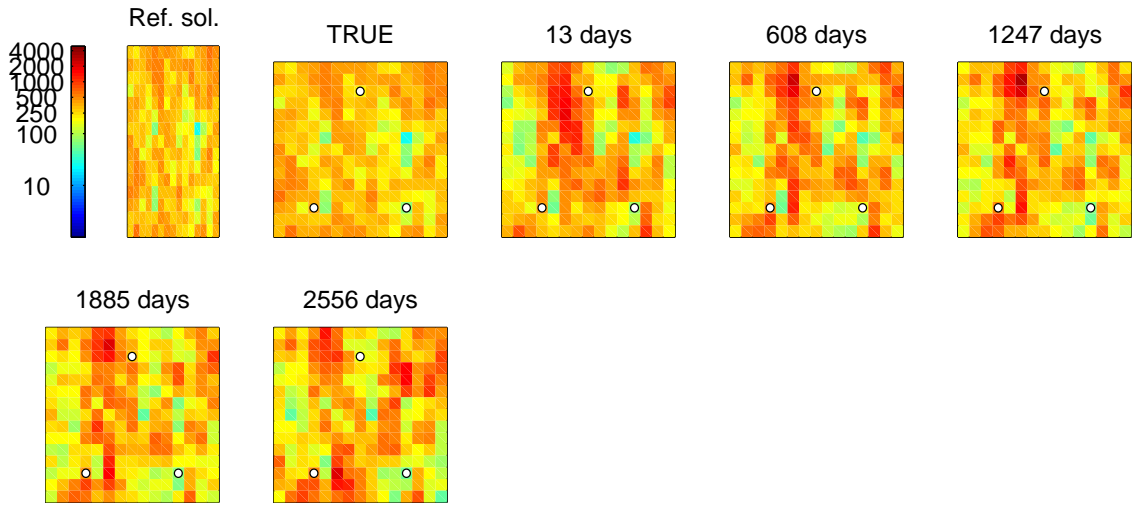 Ref. sol.
TRUE
13 days
608 days
1247 days
4000
2000
1000
500
250
100
10
1885 days
2556 days